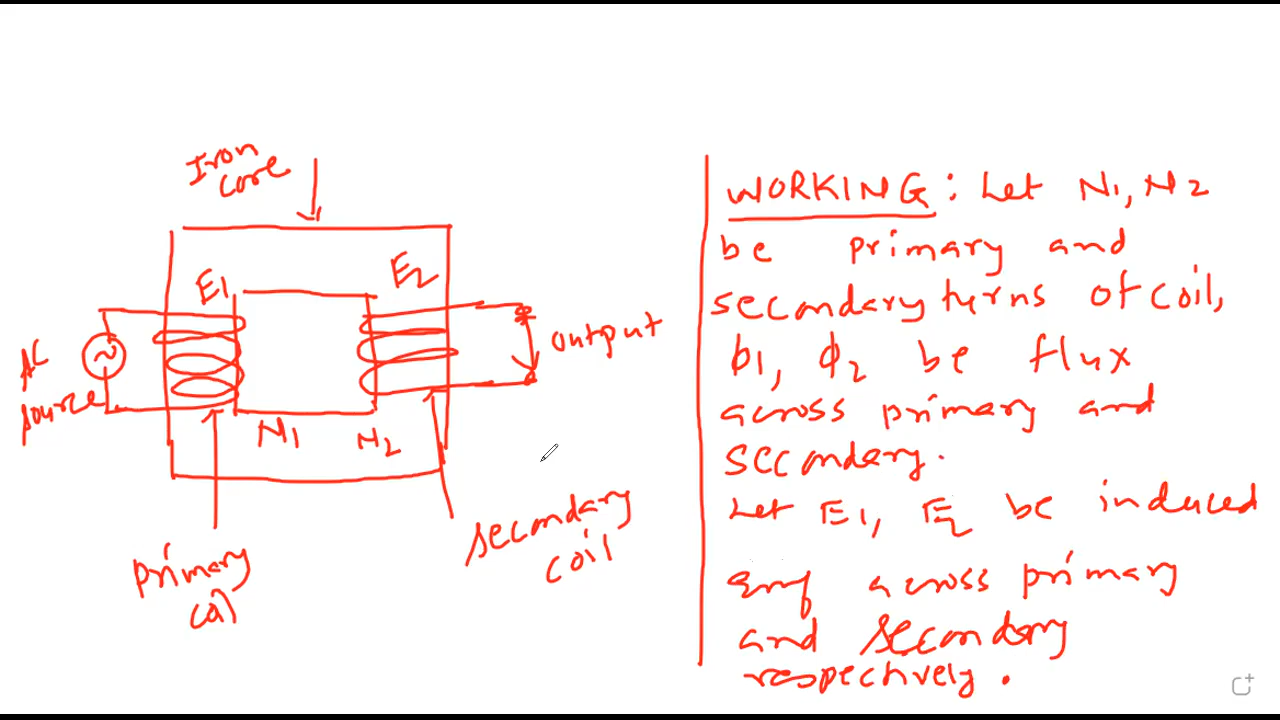 Iron
core
E1
E2
AC
source
output
N1
N2
primary
coil
secondary
coil
WORKING : Let N1, N2
be primary and
secondary turns of coil,
ϕ1, ϕ2 be flux
across primary and
secondary.
Let E1, E2 be induced
emf across primary
and secondary
respectively.